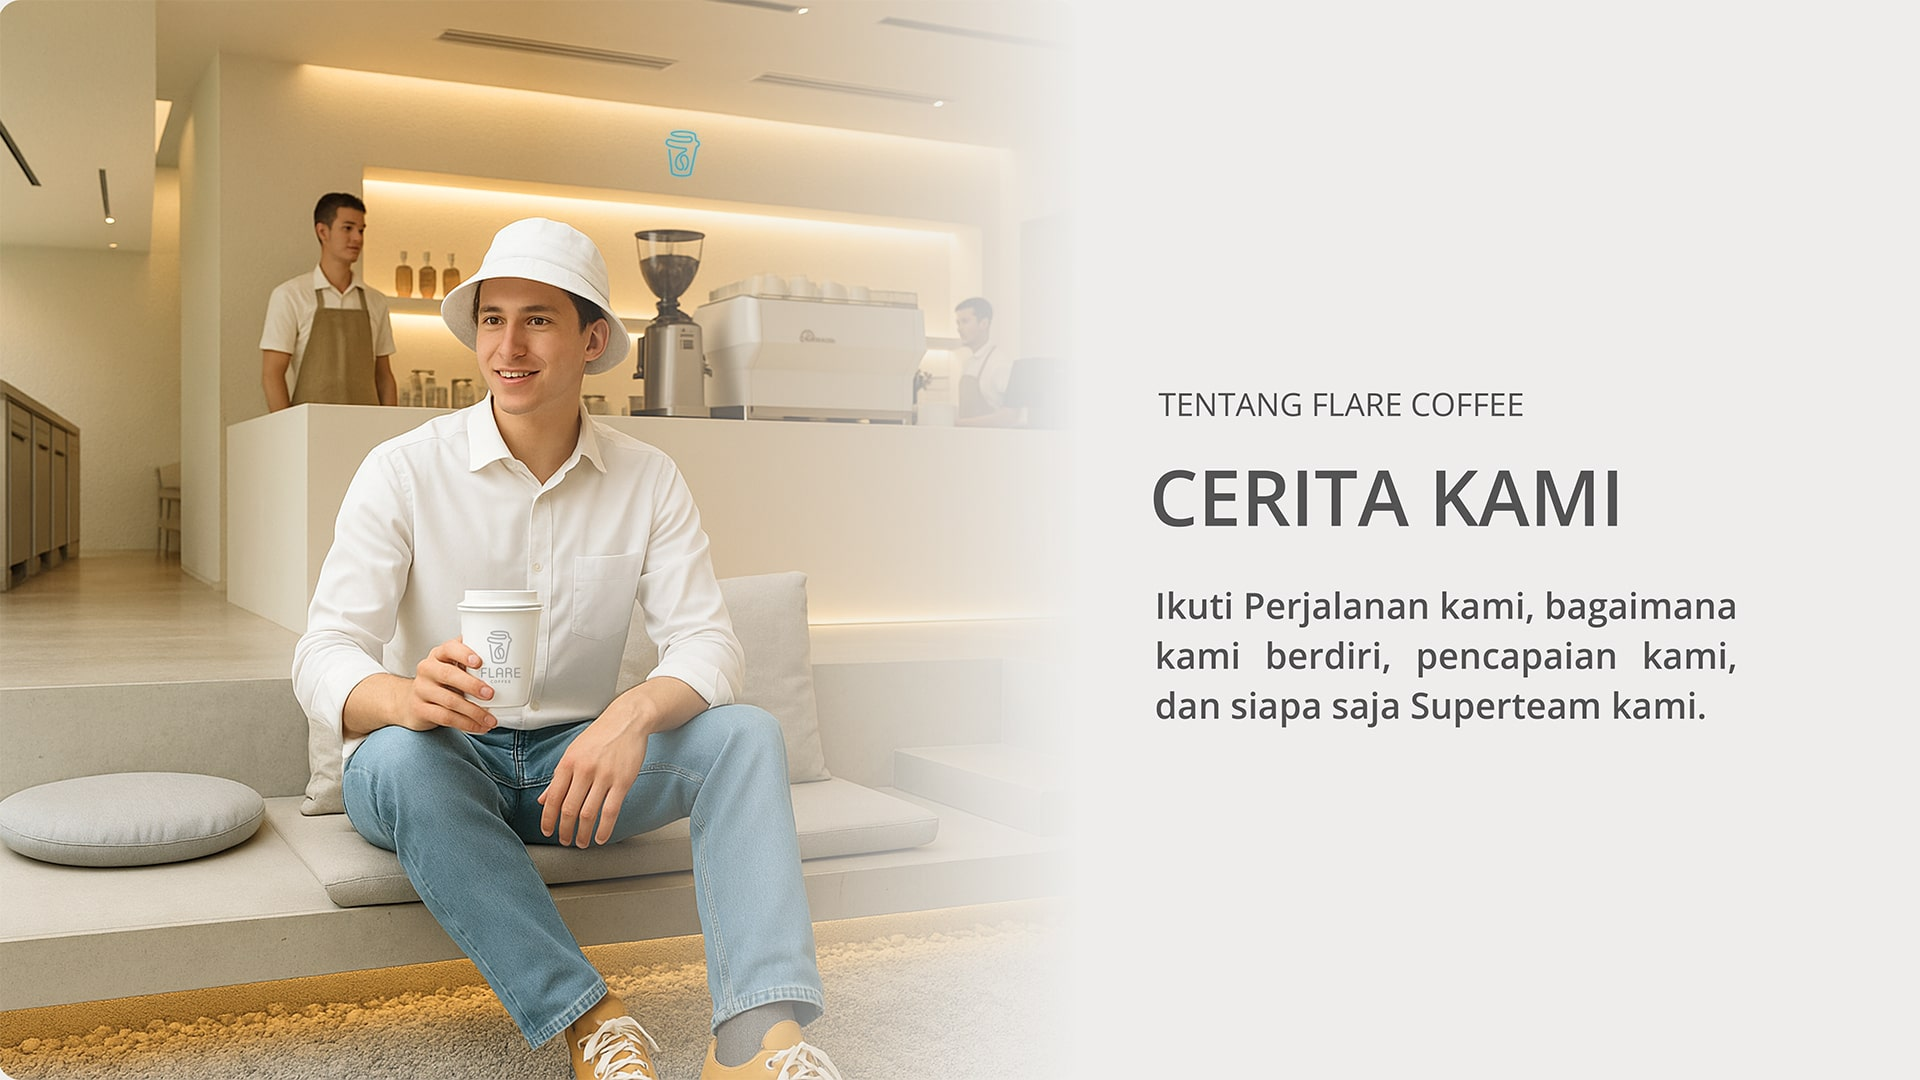 TENTANG FLARE COFFEE
CERITA KAMI
Ikuti Perjalanan kami, bagaimana
kami berdiri, pencapaian kami,
dan siapa saja Superteam kami.
FLARE
COFFEE